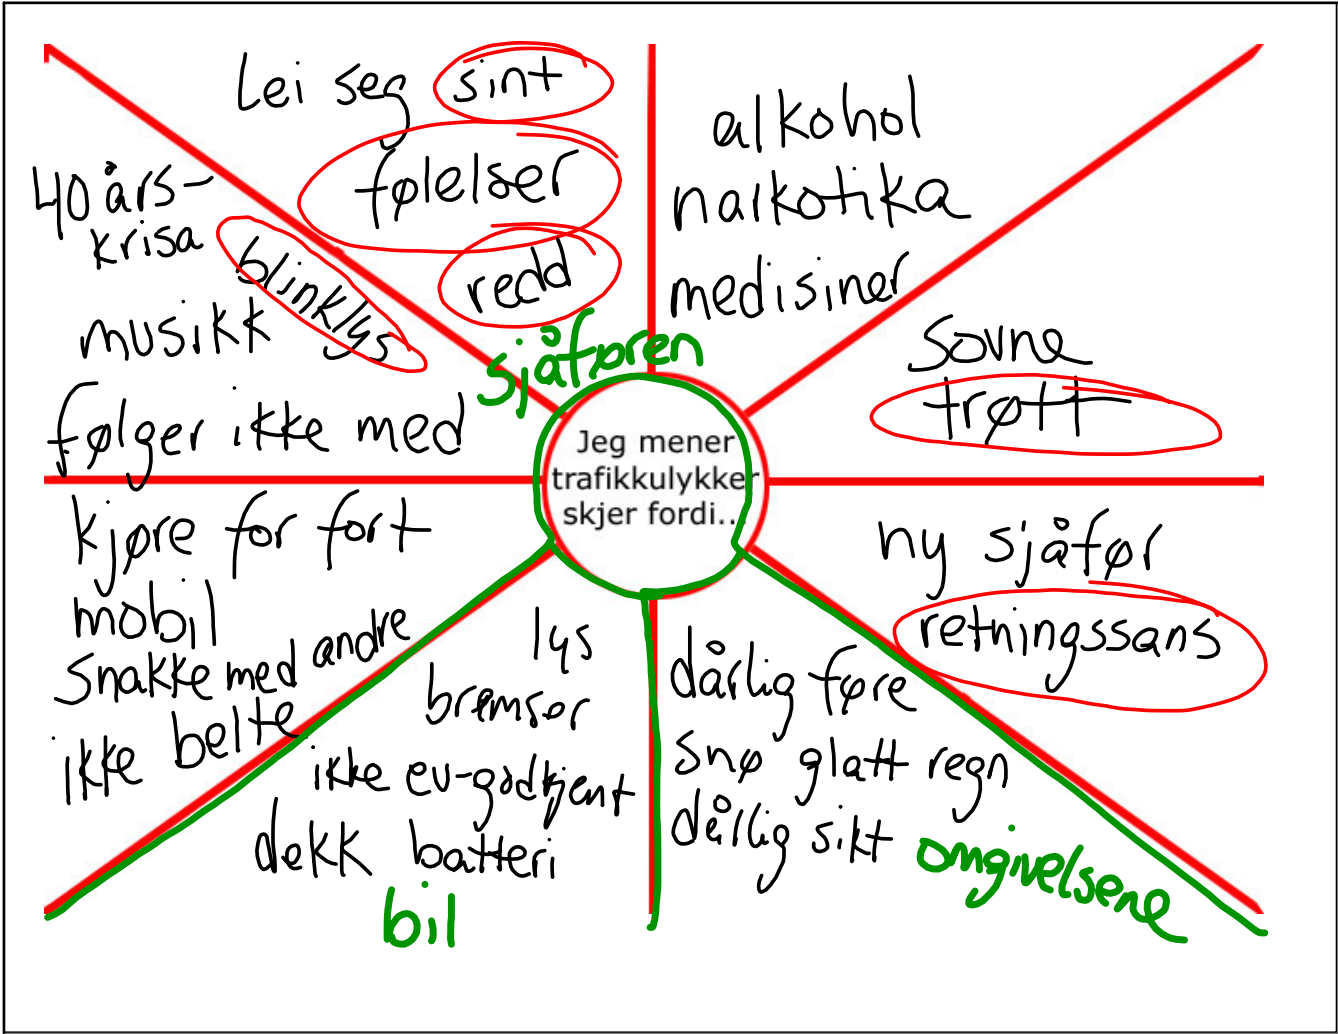 Lei seg sint
følelser
redd
alkohol
narkotika
medisiner
40 års-
krisa
blinklys
musikk
følger ikke med
sovne
trøtt
sjåføren
Jeg mener
trafikkulykker
skjer fordi...
kjøre for fort
mobil
snakke med andre
ikke belte
ny sjåfør
retningssans
lys
bremser
ikke eu-godkjent
dekk batteri
bil
dårlig føre
snø glatt regn
dårlig sikt
omgivelsene